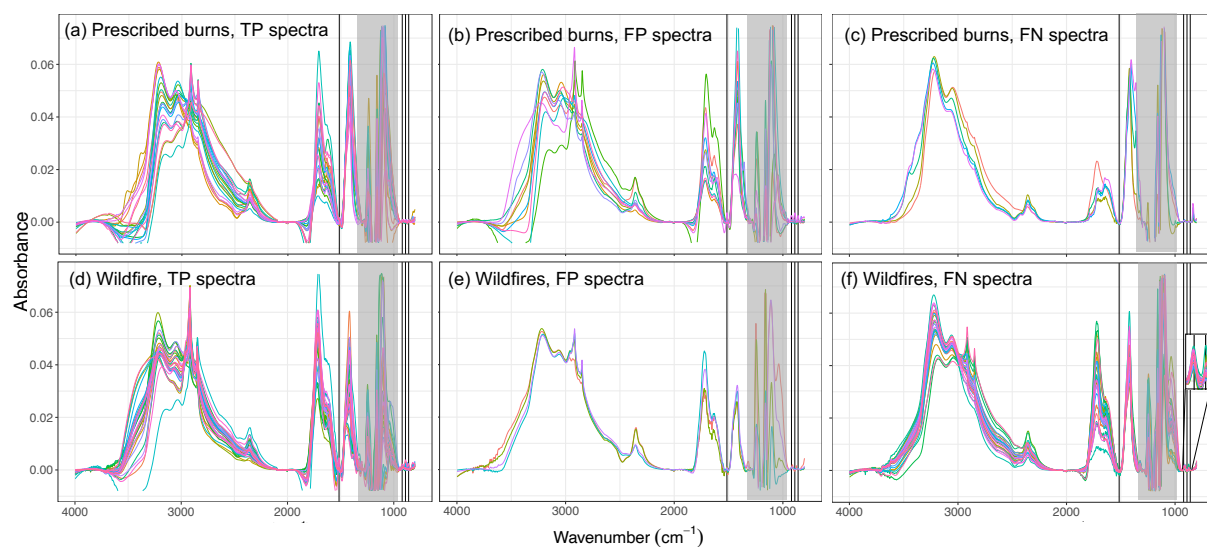 (a) Prescribed burns, TP spectra
(b) Prescribed burns, FP spectra
(c) Prescribed burns, FN spectra
0.06
0.04
0.02
0.00
Absorbance
(d) Wildfire, TP spectra
(e) Wildfires, FP spectra
(f) Wildfires, FN spectra
0.06
0.04
0.02
0.00
4000 3000 2000 1000
4000 3000 2000 1000
4000 3000 2000 1000
Wavenumber (cm⁻¹)